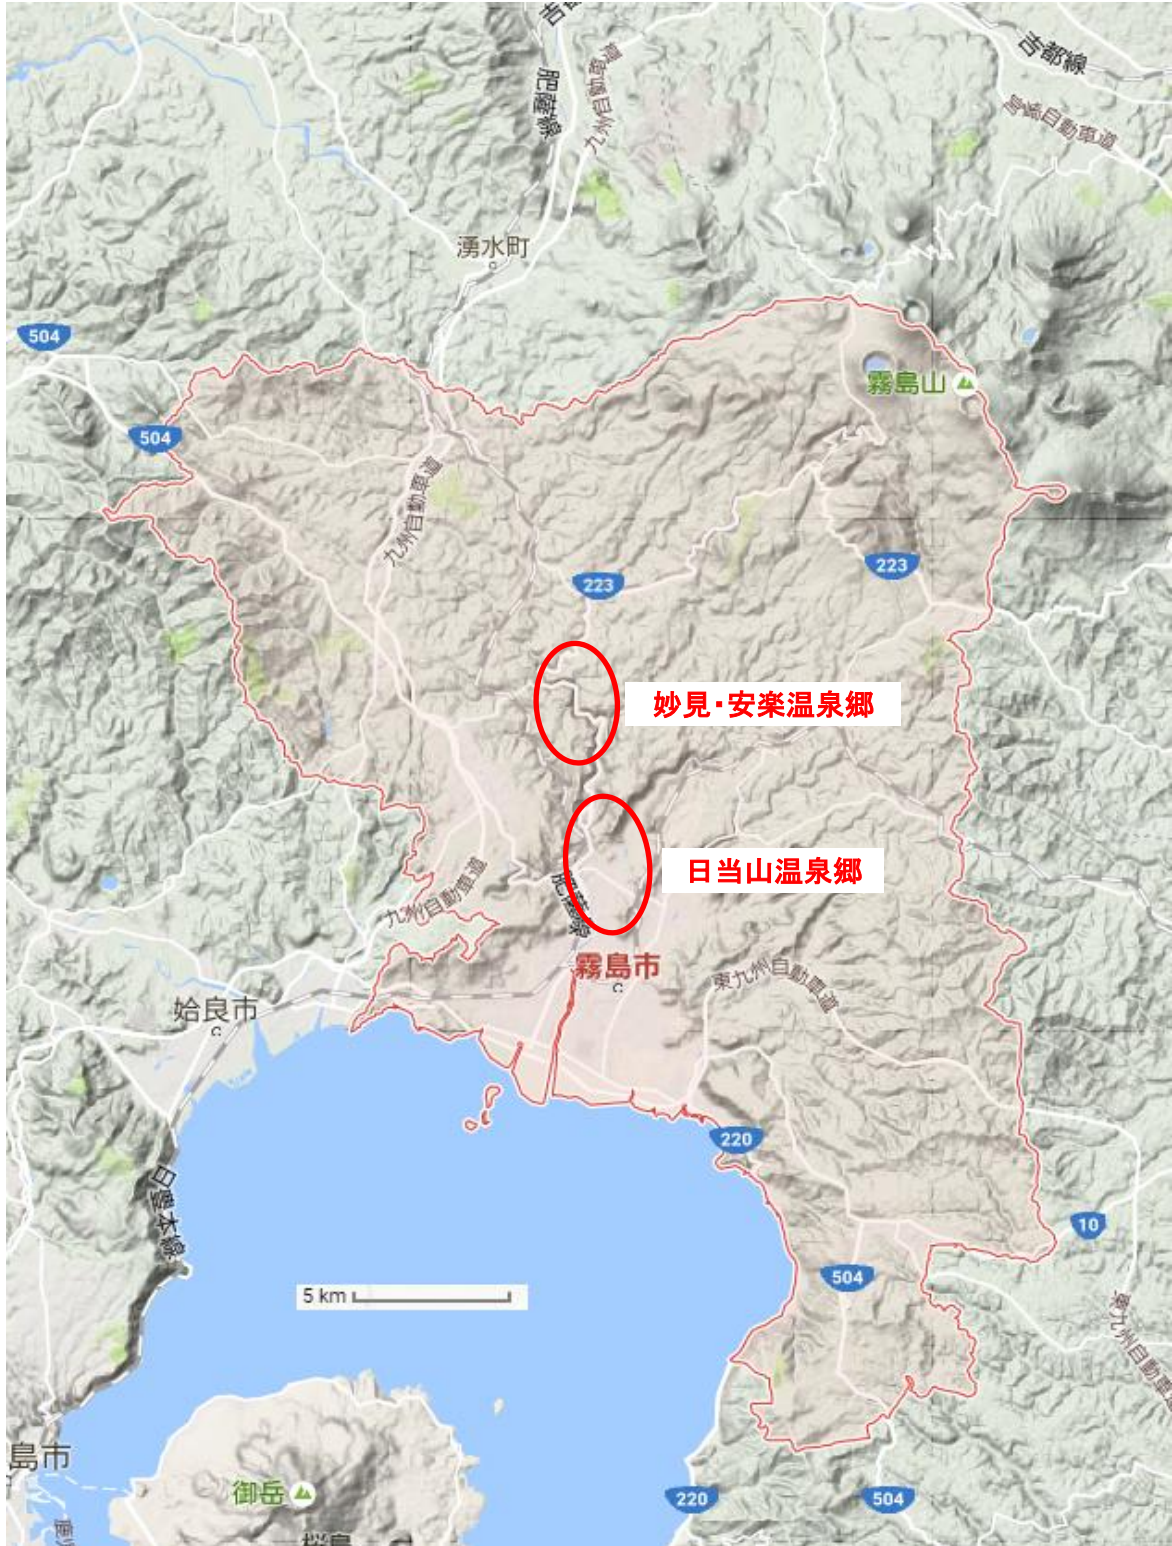 吉都線
肥薩線
九州自動車道
宮崎自動車道
湧水町
504
霧島山
504
九州自動車道
223
223
妙見・安楽温泉郷
日当山温泉郷
肥薩線
九州自動車道
霧島市
東九州自動車道
姶良市
220
日豊本線
10
504
5 km
東九州自動車道
島市
御岳
220
504
桜島